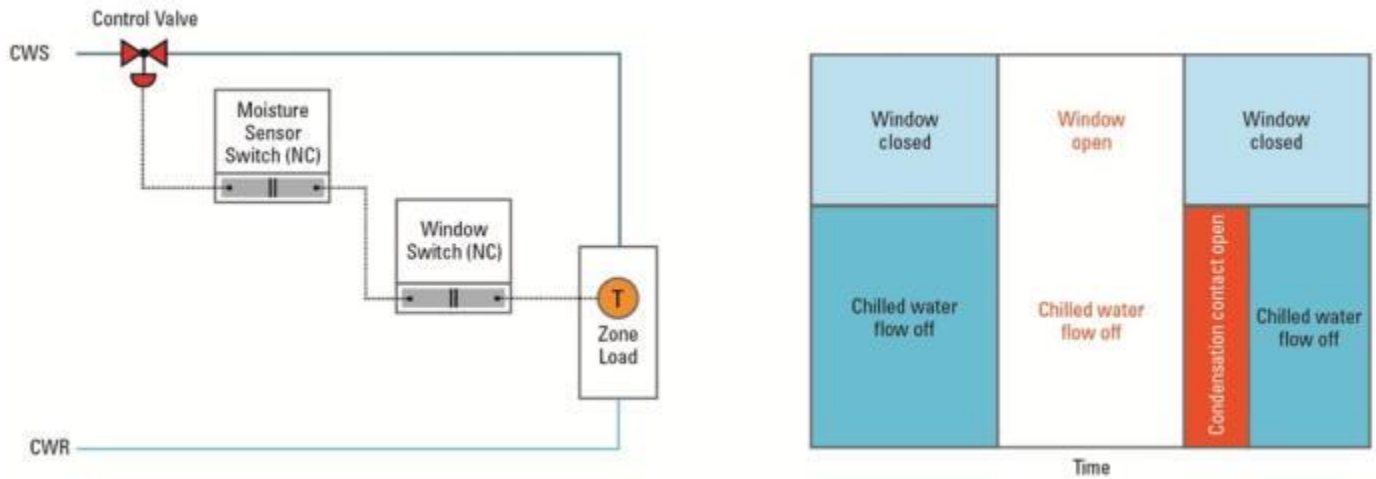 Control Valve
CWS
Moisture
Sensor
Switch (NC)
Window
Switch (NC)
T
Zone
Load
CWR
Window
closed
Window
open
Window
closed
Chilled water
flow off
Chilled water
flow off
Condensation contact open
Chilled water
flow off
Time